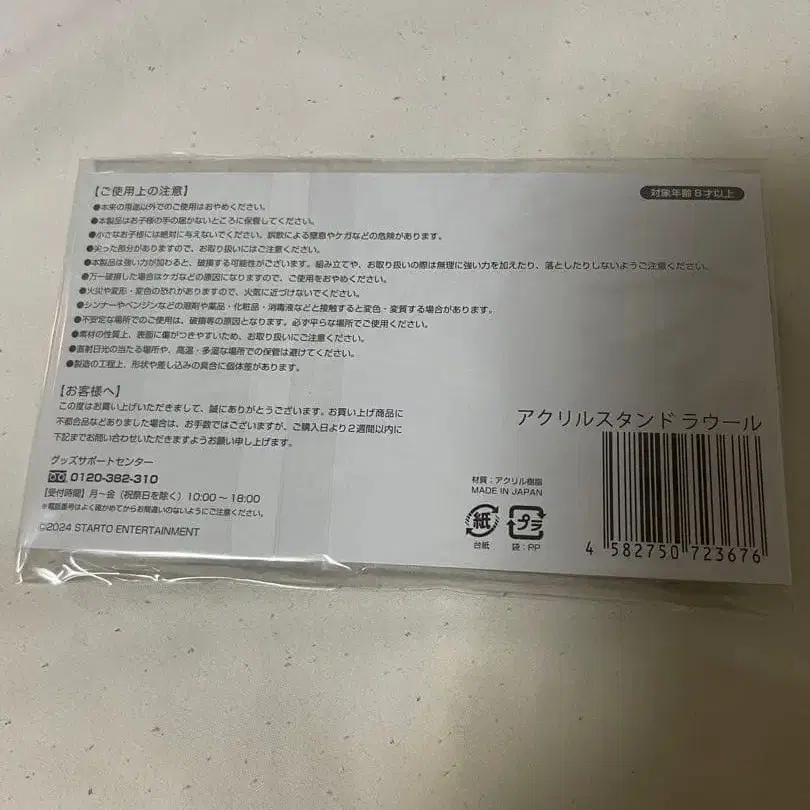 【ご使用上の注意】
対象年齢 8才以上
●本来の用途以外でのご使用はおやめください。
●本製品はお子様の手の届かないところに保管してください。
●小さなお子様には絶対に与えないでください。誤飲による窒息やケガなどの危険があります。
●尖った部分がありますので、お取り扱いにはご注意ください。
●本製品は強い力が加わると、破損する可能性がございます。組み立てや、お取り扱いの際は無理に強い力を加えたり、落としたりしないようご注意ください。
●万一破損した場合はケガなどの原因になりますので、ご使用をおやめください。
●火災や変形・変色の恐れがありますので、火気に近づけないでください。
●シンナーやベンジンなどの溶剤や薬品・化粧品・消毒液などと接触すると変色・変質する場合があります。
●不安定な場所でのご使用は、破損等の原因となります。必ず平らな場所でご使用ください。
●素材の性質上、表面に傷がつきやすいため、お取り扱いにご注意ください。
●直射日光の当たる場所や、高温・多湿な場所での保管は避けてください。
●製造の工程上、形状や差し込みの具合に個体差があります。
【お客様へ】
この度はお買い上げいただきまして、誠にありがとうございます。お買い上げ商品に
不都合品などありました場合は、お手数ではございますが、ご購入日より2週間以内に
下記までお問い合わせいただきますようお願い申し上げます。
グッズサポートセンター
0120-382-310
【受付時間】月〜金（祝祭日を除く）10:00〜18:00
※電話番号はよく確かめてからお間違いのないようにご注意ください。
©2024 STARTO ENTERTAINMENT
アクリルスタンド ラウール
材質：アクリル樹脂
MADE IN JAPAN
紙
台紙
プラ
袋：PP
4 582750 723676